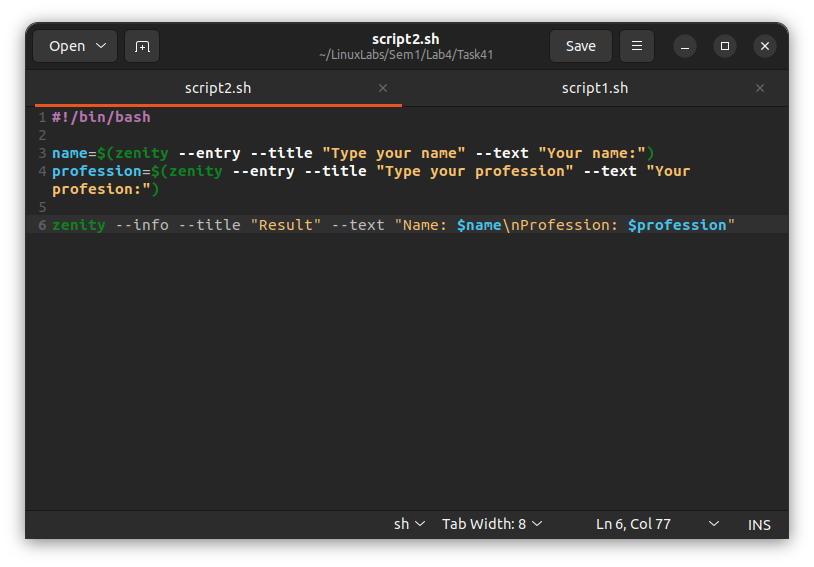 Open
script2.sh
~/LinuxLabs/Sem1/Lab4/Task41
Save
script2.sh
script1.sh
1 #!/bin/bash
2
3 name=$(zenity --entry --title "Type your name" --text "Your name:")
4 profession=$(zenity --entry --title "Type your profession" --text "Your
profesion:")
5
6 zenity --info --title "Result" --text "Name: $name\nProfession: $profession"
sh Tab Width: 8 Ln 6, Col 77 INS